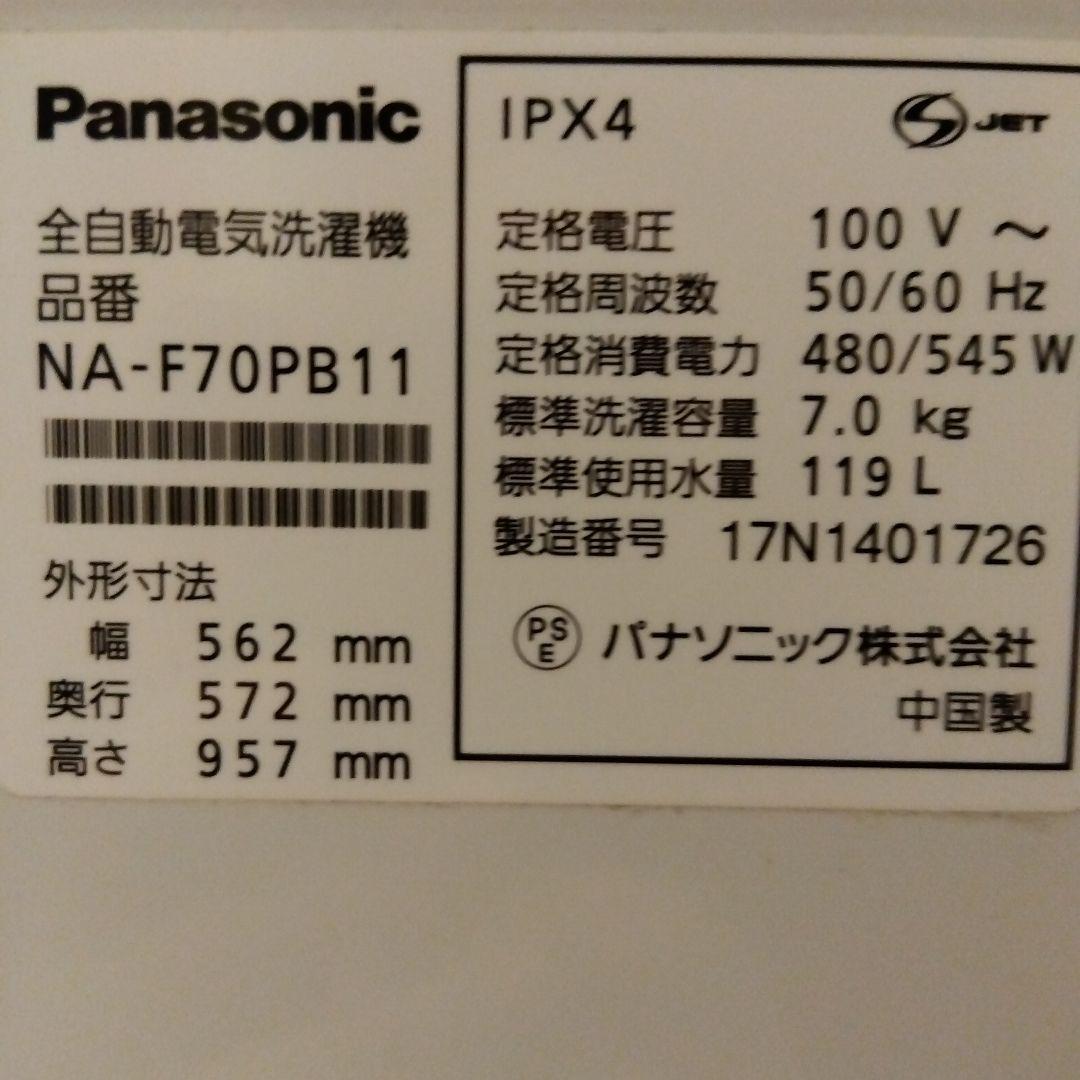 Panasonic
全自動電気洗濯機
品番
NA-F70PB11
外形寸法
幅 562 mm
奥行 572 mm
高さ 957 mm
IPX4
S JET
定格電圧 100 V ～
定格周波数 50/60 Hz
定格消費電力 480/545 W
標準洗濯容量 7.0 kg
標準使用水量 119 L
製造番号 17N1401726
PSE パナソニック株式会社
中国製